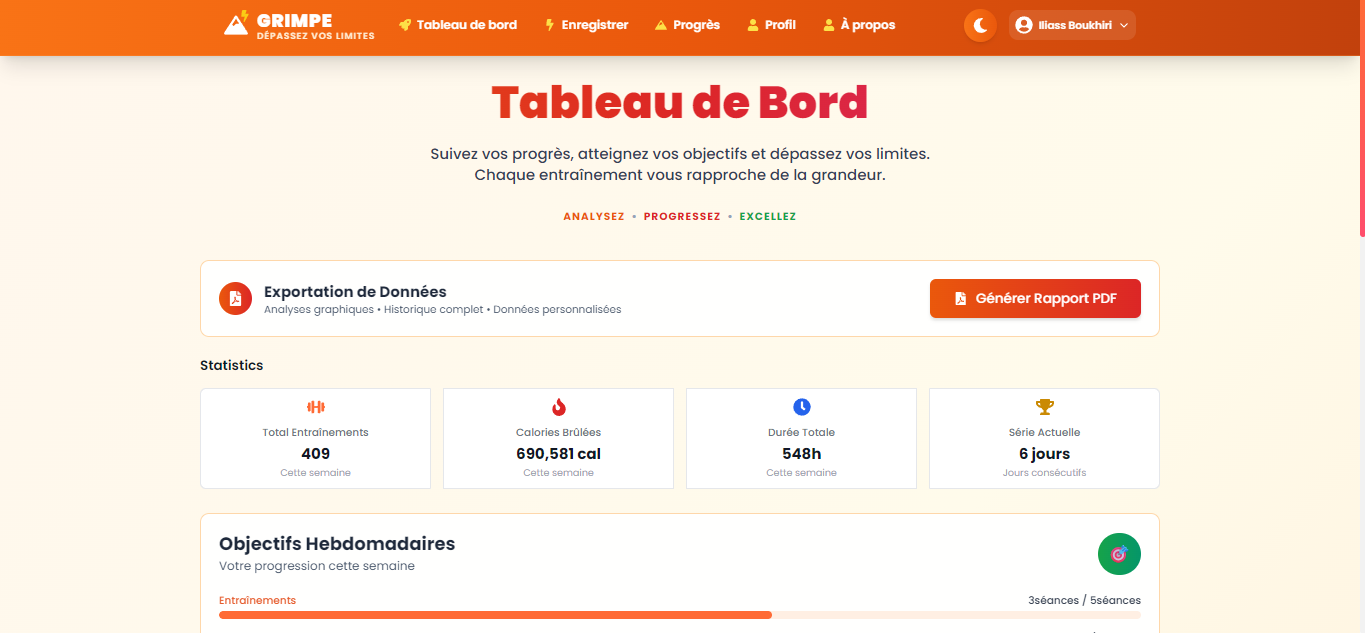 GRIMPE
DÉPASSEZ VOS LIMITES
Tableau de bord
Enregistrer
Progrès
Profil
À propos
Iliass Boukhiri
Tableau de Bord
Suivez vos progrès, atteignez vos objectifs et dépassez vos limites.
Chaque entraînement vous rapproche de la grandeur.
ANALYSEZ • PROGRESSEZ • EXCELLEZ
Exportation de Données
Analyses graphiques • Historique complet • Données personnalisées
Générer Rapport PDF
Statistics
Total Entraînements
409
Cette semaine
Calories Brûlées
690,581 cal
Cette semaine
Durée Totale
548h
Cette semaine
Série Actuelle
6 jours
Jours consécutifs
Objectifs Hebdomadaires
Votre progression cette semaine
Entraînements
3séances / 5séances